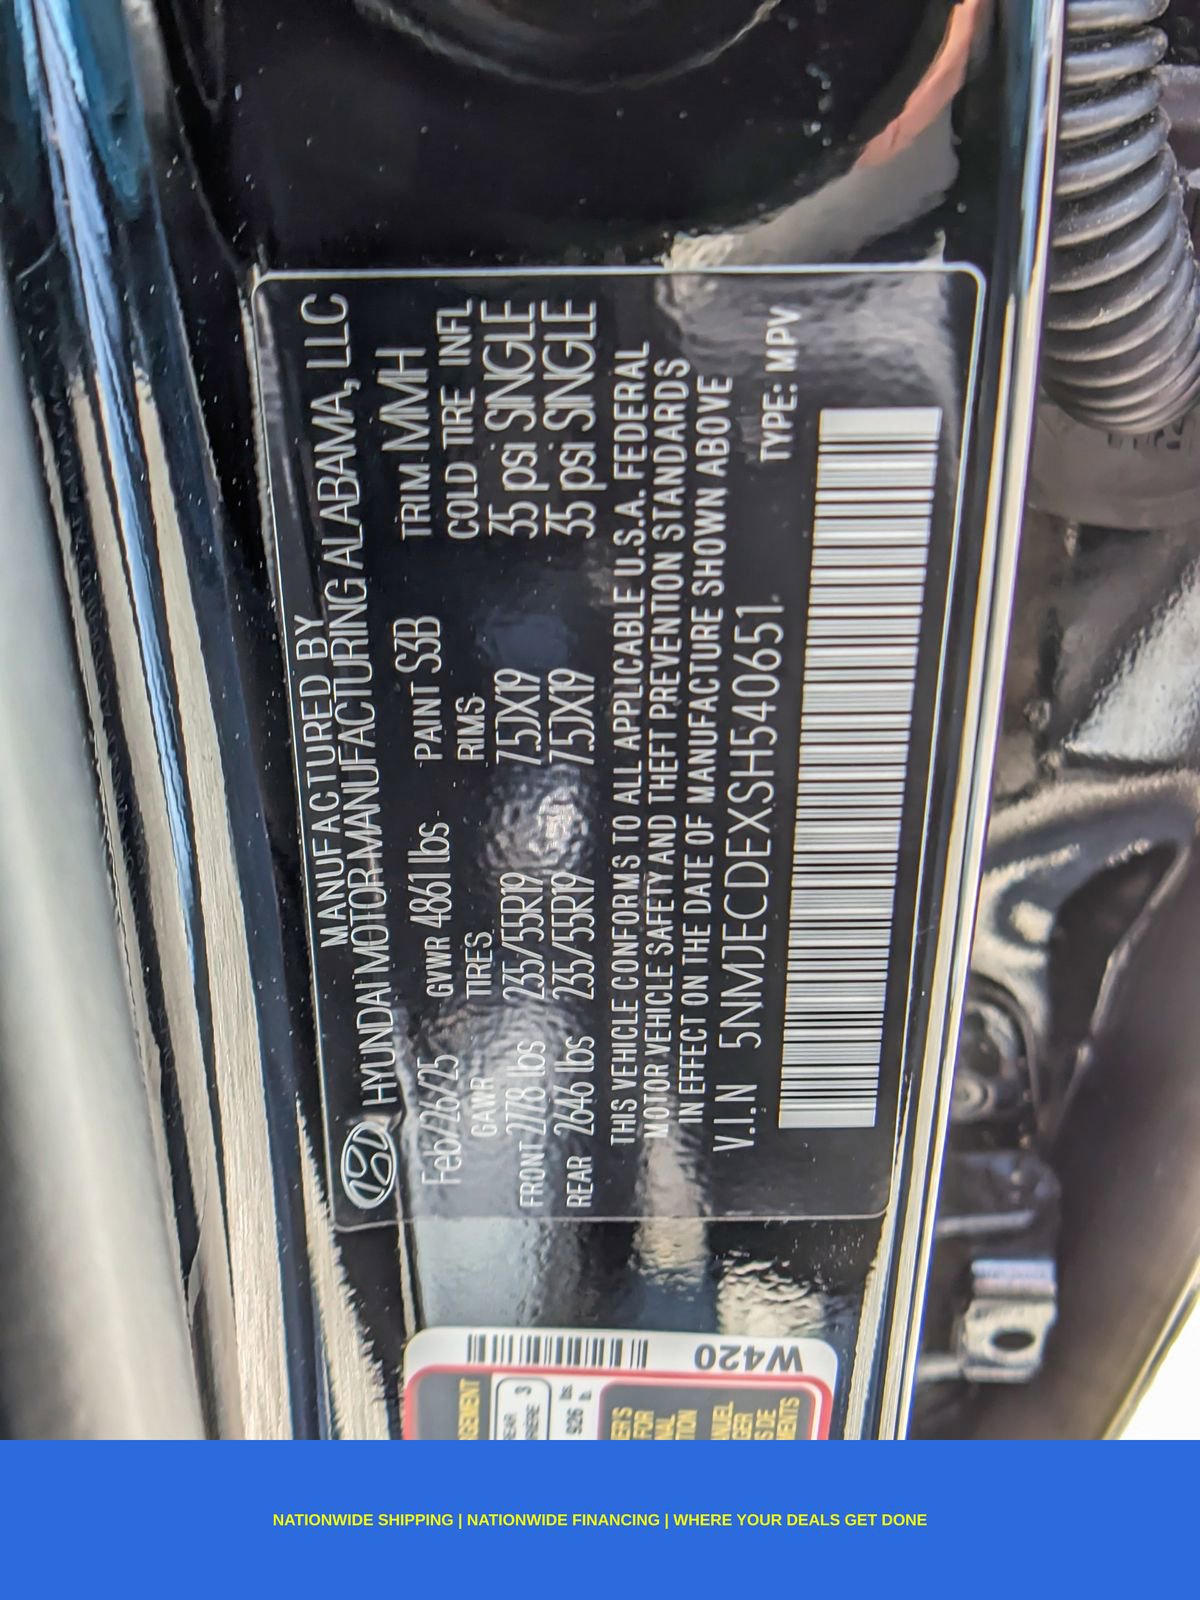 MANUFACTURED BY
HYUNDAI MOTOR MANUFACTURING ALABAMA, LLC
Feb/26/25 GVWR 4861 lbs PAINT S3B TRIM MMH
GAWR TIRES RIMS COLD TIRE INFL
FRONT 2778 lbs 235/55R19 7.5JX19 35 psi SINGLE
REAR 2646 lbs 235/55R19 7.5JX19 35 psi SINGLE
THIS VEHICLE CONFORMS TO ALL APPLICABLE U.S.A. FEDERAL
MOTOR VEHICLE SAFETY AND THEFT PREVENTION STANDARDS
IN EFFECT ON THE DATE OF MANUFACTURE SHOWN ABOVE
V.I.N 5NMJECDEXSH540651
TYPE: MPV
W420
REAR 3
926 lbs
NATIONWIDE SHIPPING | NATIONWIDE FINANCING | WHERE YOUR DEALS GET DONE